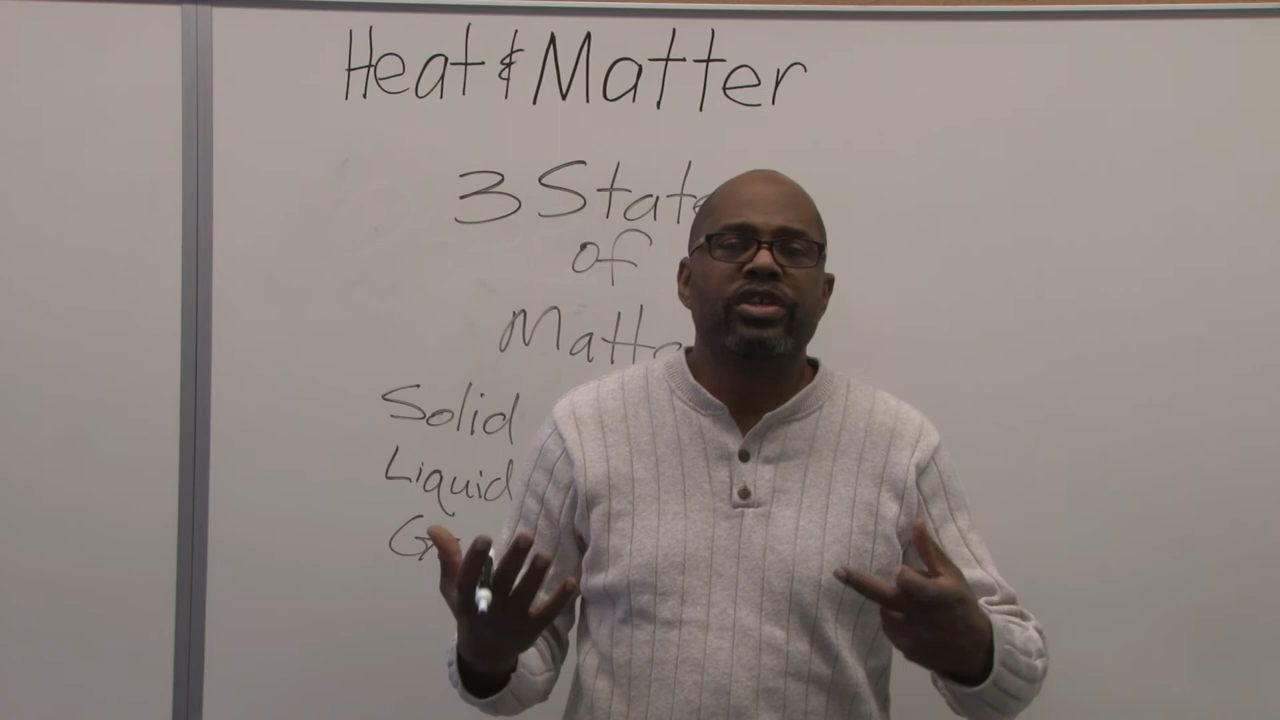 Heat & Matter
3 State
of
Matte
Solid
Liquid
G